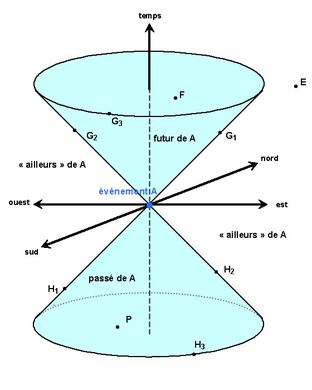 temps
E
F
G3
G2
futur de A
G1
« ailleurs » de A
nord
événement A
ouest
est
« ailleurs » de A
sud
passé de A
H2
H1
P
H3